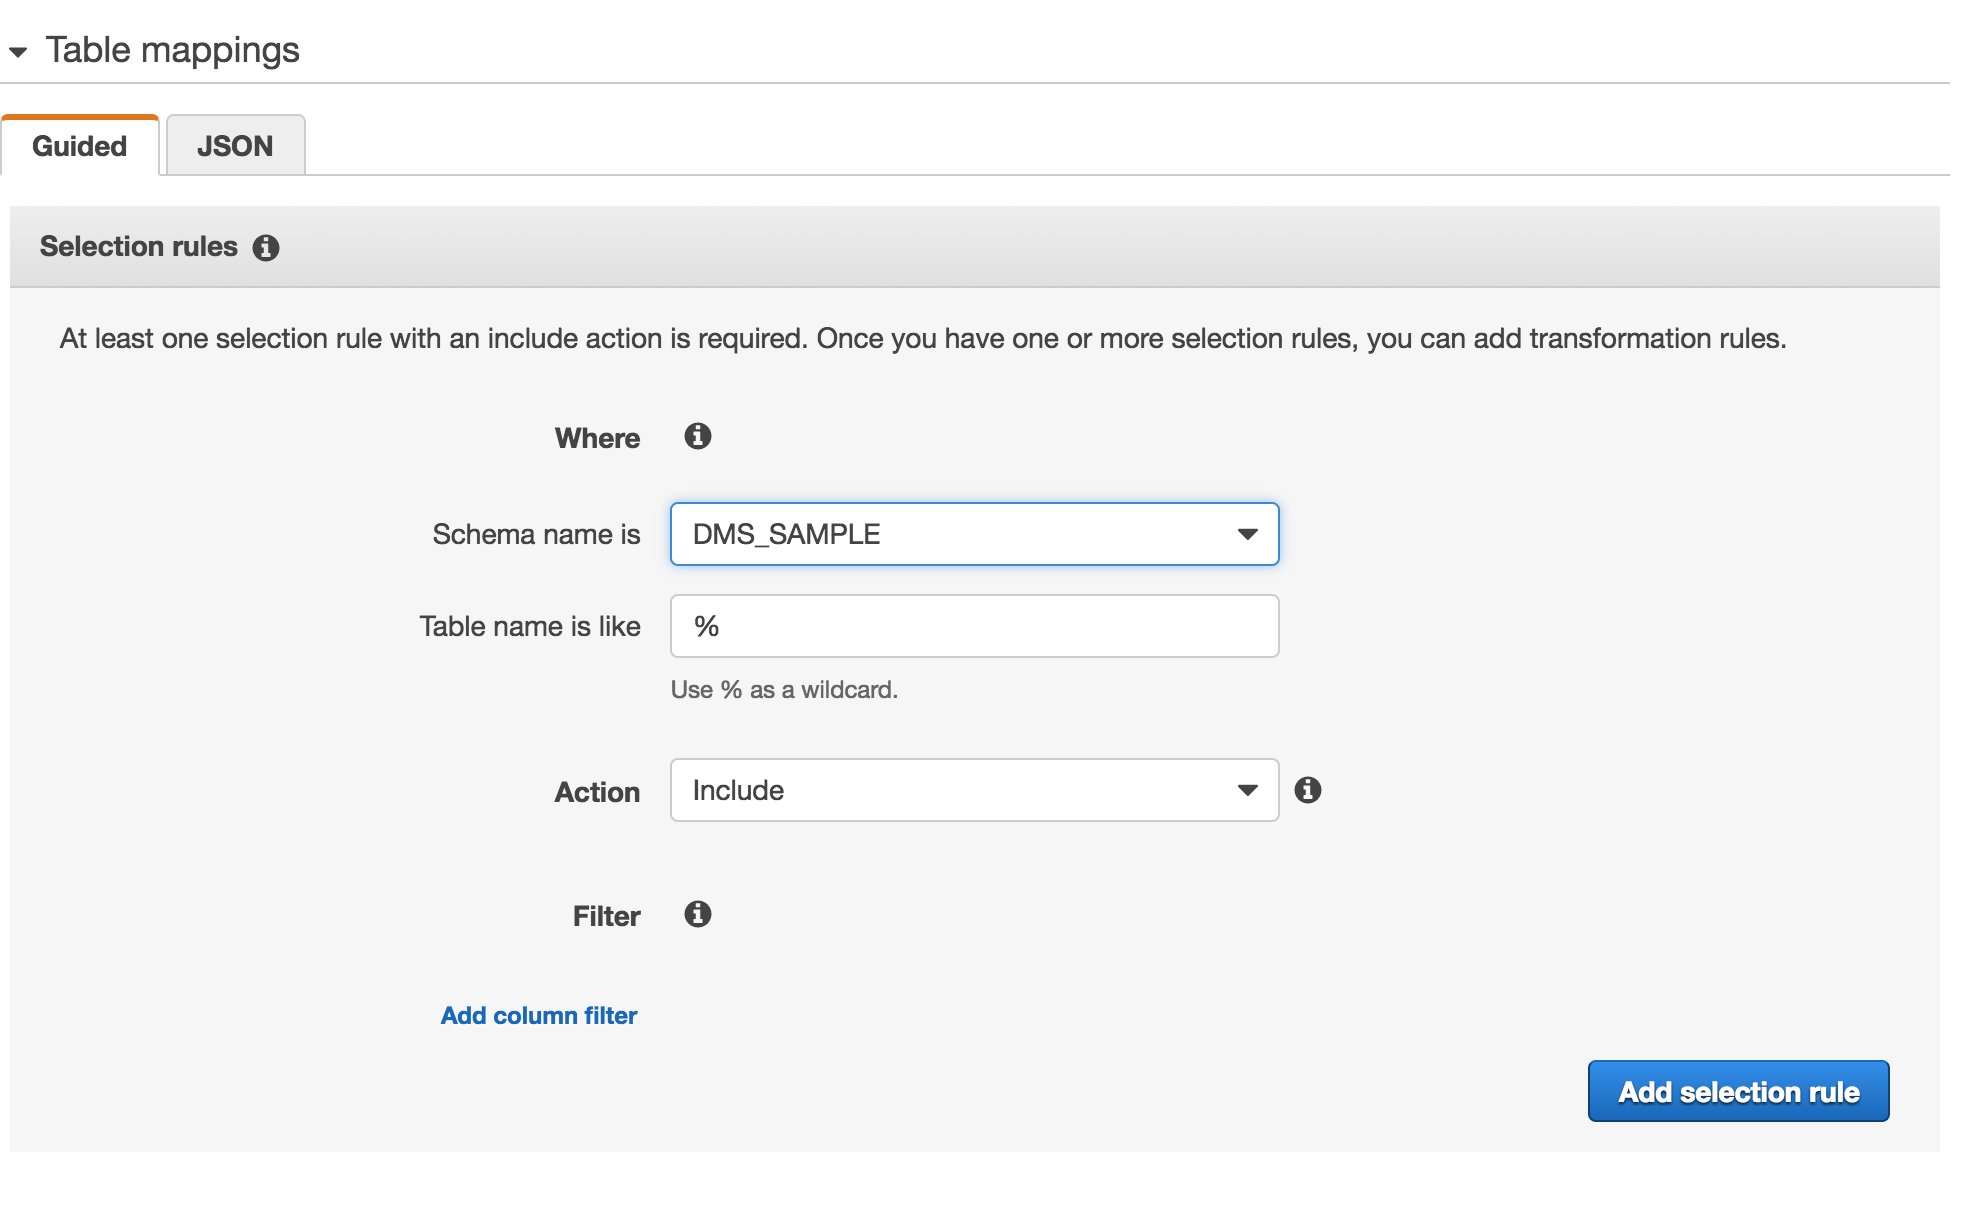 Table mappings
Guided JSON
Selection rules
At least one selection rule with an include action is required. Once you have one or more selection rules, you can add transformation rules.
Where
Schema name is DMS_SAMPLE
Table name is like %
Use % as a wildcard.
Action Include
Filter
Add column filter
Add selection rule